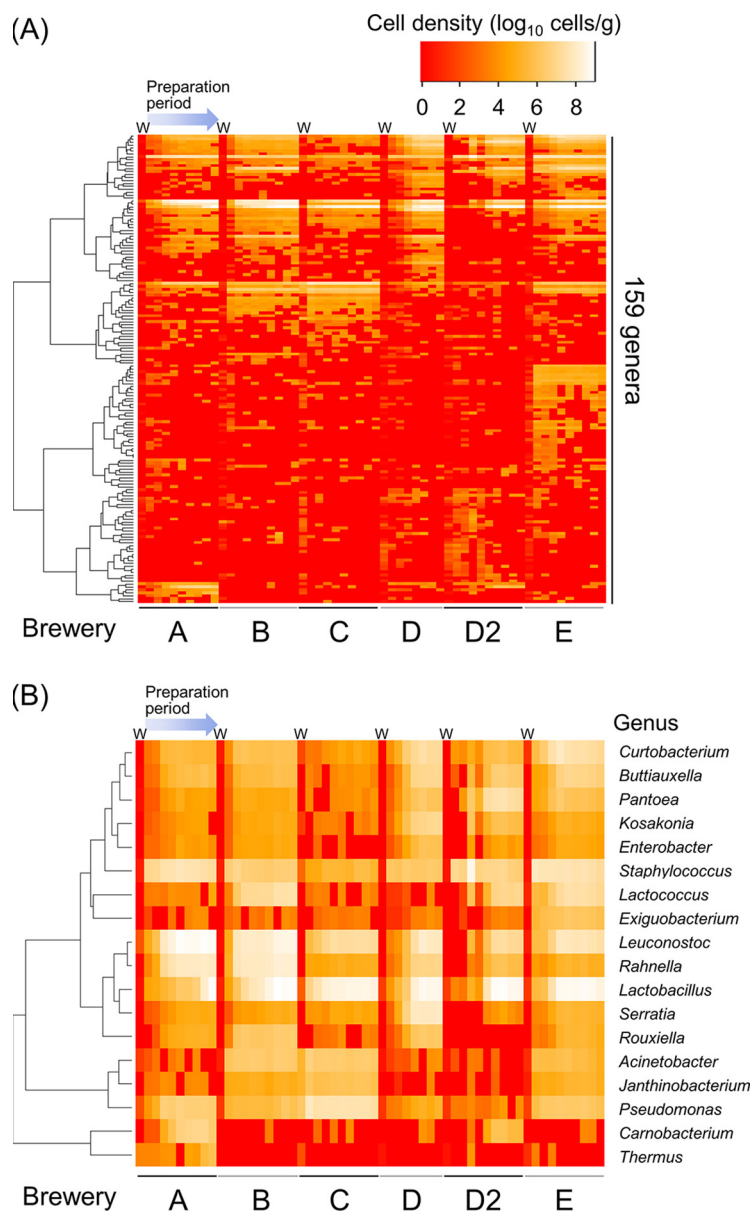 (A)
Cell density (log10 cells/g)
0 2 4 6 8
Preparation
period
W W W W W W
159 genera
Brewery A B C D D2 E
(B)
Preparation
period
W W W W W W
Genus
Curtobacterium
Buttiauxella
Pantoea
Kosakonia
Enterobacter
Staphylococcus
Lactococcus
Exiguobacterium
Leuconostoc
Rahnella
Lactobacillus
Serratia
Rouxiella
Acinetobacter
Janthinobacterium
Pseudomonas
Carnobacterium
Thermus
Brewery A B C D D2 E